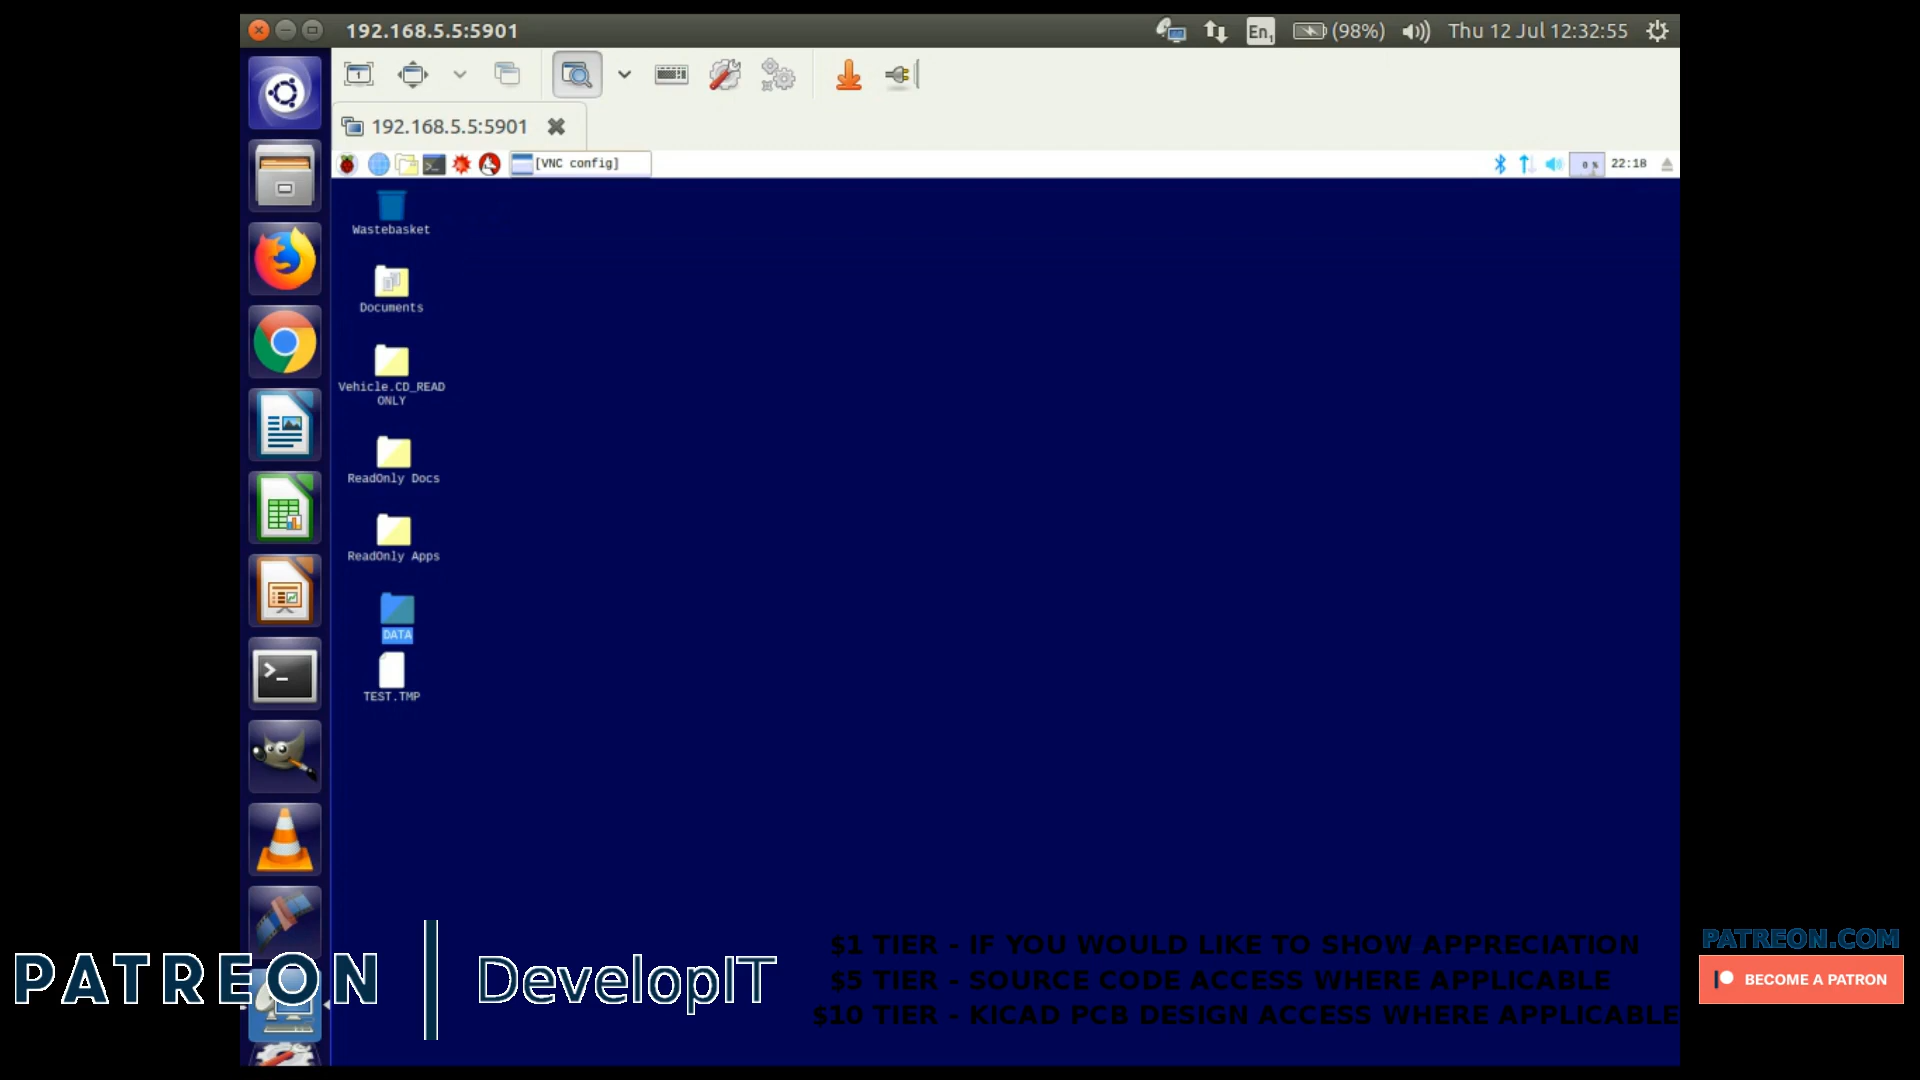 192.168.5.5:5901
En1 (98%) Thu 12 Jul 12:32:55
192.168.5.5:5901
[VNC config]
0 % 22:18
Wastebasket
Documents
Vehicle.CD_READ
ONLY
ReadOnly Docs
ReadOnly Apps
DATA
TEST.TMP
PATREON | DevelopIT
$1 TIER - IF YOU WOULD LIKE TO SHOW APPRECIATION
$5 TIER - SOURCE CODE ACCESS WHERE APPLICABLE
$10 TIER - KICAD PCB DESIGN ACCESS WHERE APPLICABLE
PATREON.COM
BECOME A PATRON